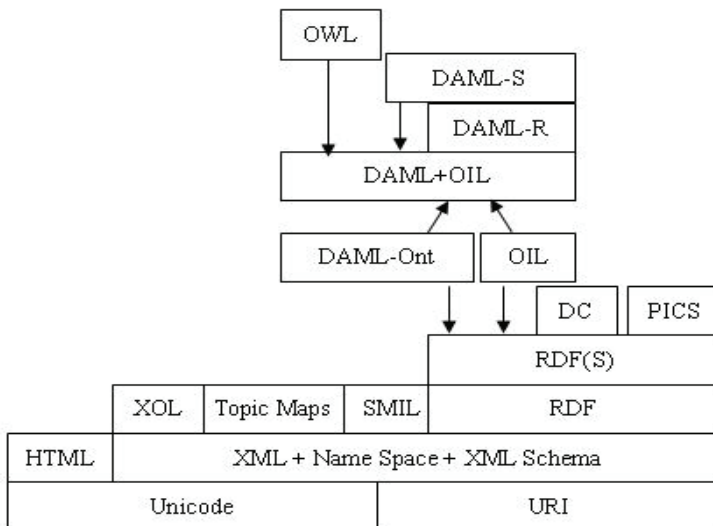 OWL
DAML-S
DAML-R
DAML+OIL
DAML-Ont
OIL
DC
PICS
RDF(S)
XOL
Topic Maps
SMIL
RDF
HTML
XML + Name Space + XML Schema
Unicode
URI